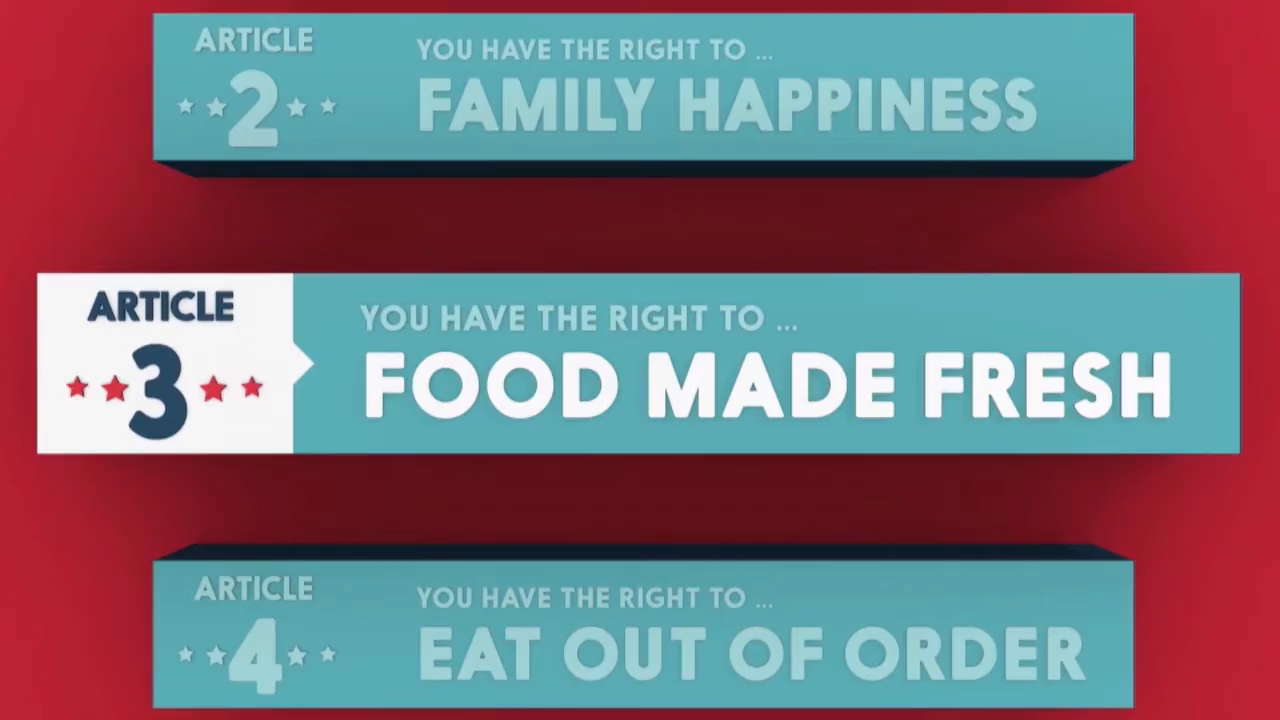 ARTICLE
2
YOU HAVE THE RIGHT TO ...
FAMILY HAPPINESS
ARTICLE
3
YOU HAVE THE RIGHT TO ...
FOOD MADE FRESH
ARTICLE
4
YOU HAVE THE RIGHT TO ...
EAT OUT OF ORDER